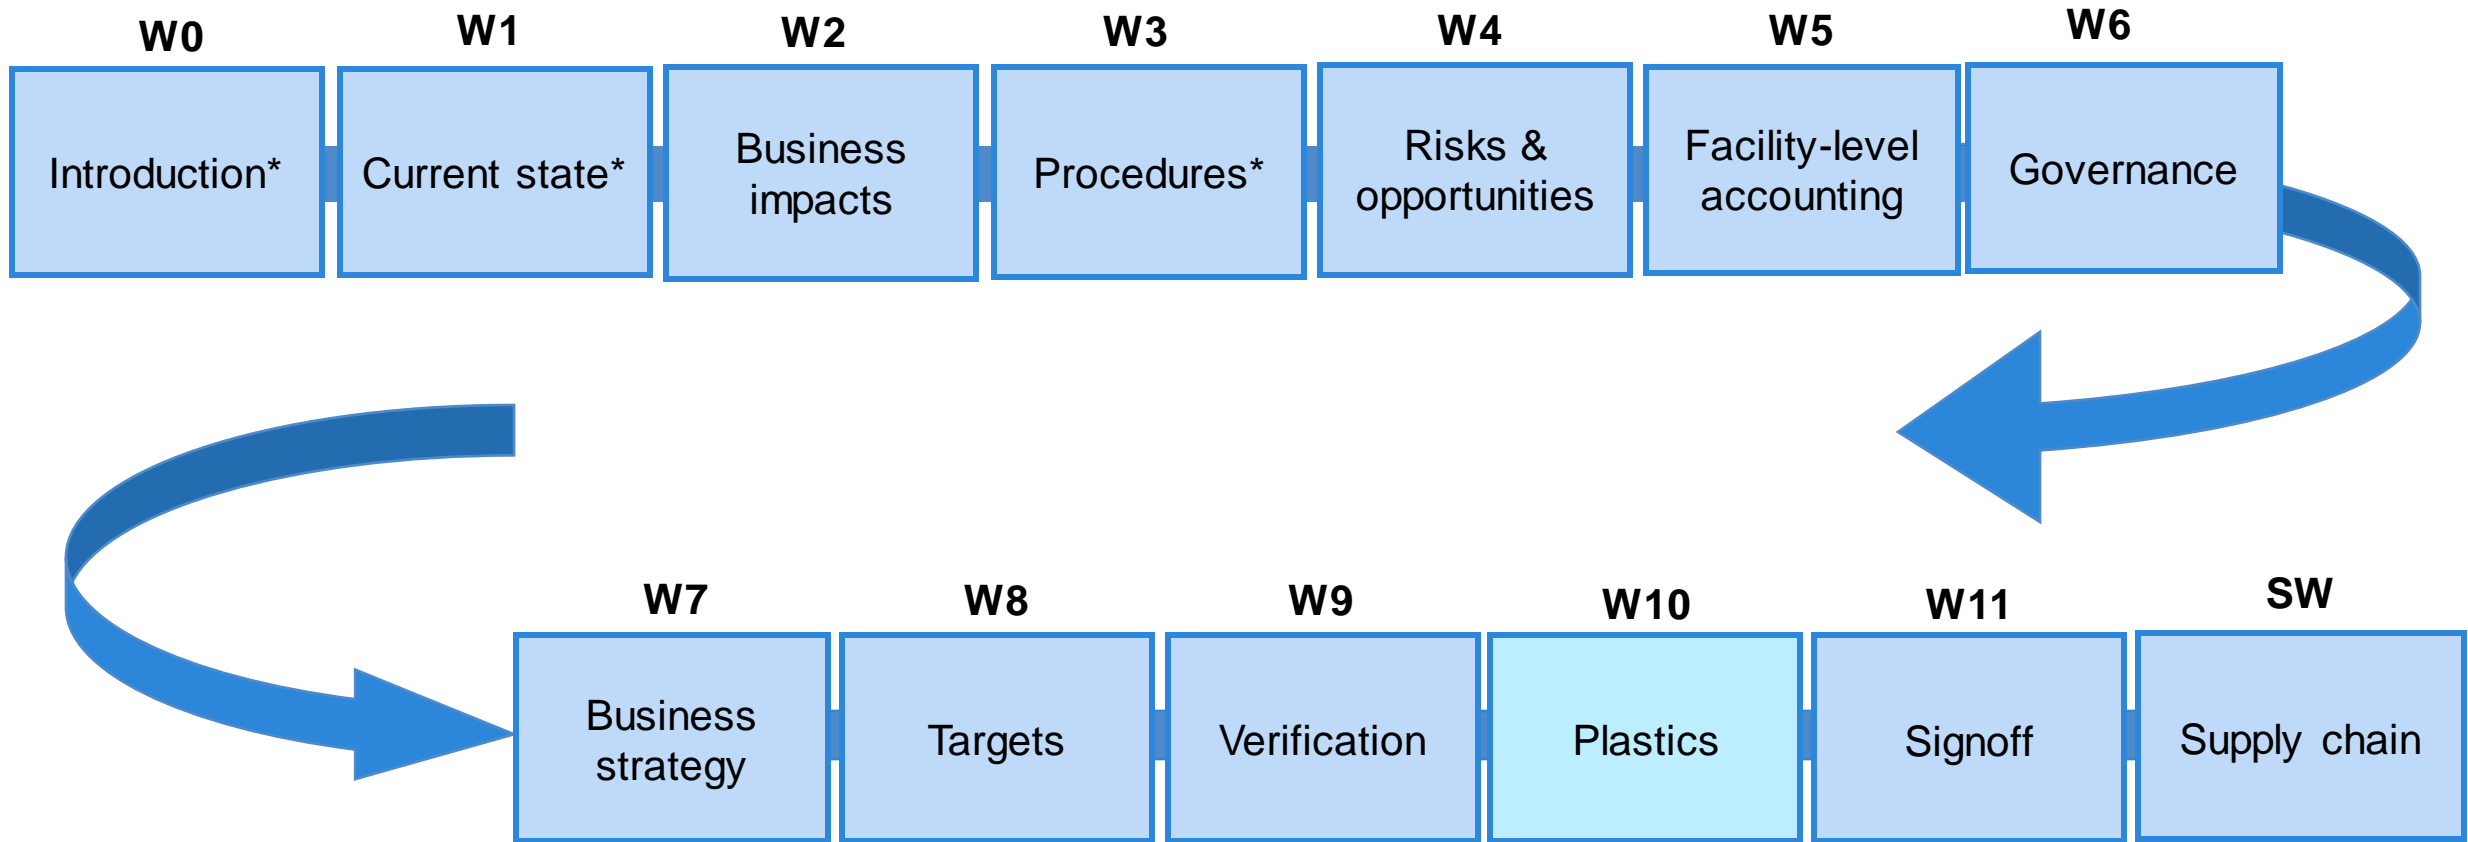 W0
Introduction*
W1
Current state*
W2
Business
impacts
W3
Procedures*
W4
Risks &
opportunities
W5
Facility-level
accounting
W6
Governance
W7
Business
strategy
W8
Targets
W9
Verification
W10
Plastics
W11
Signoff
SW
Supply chain